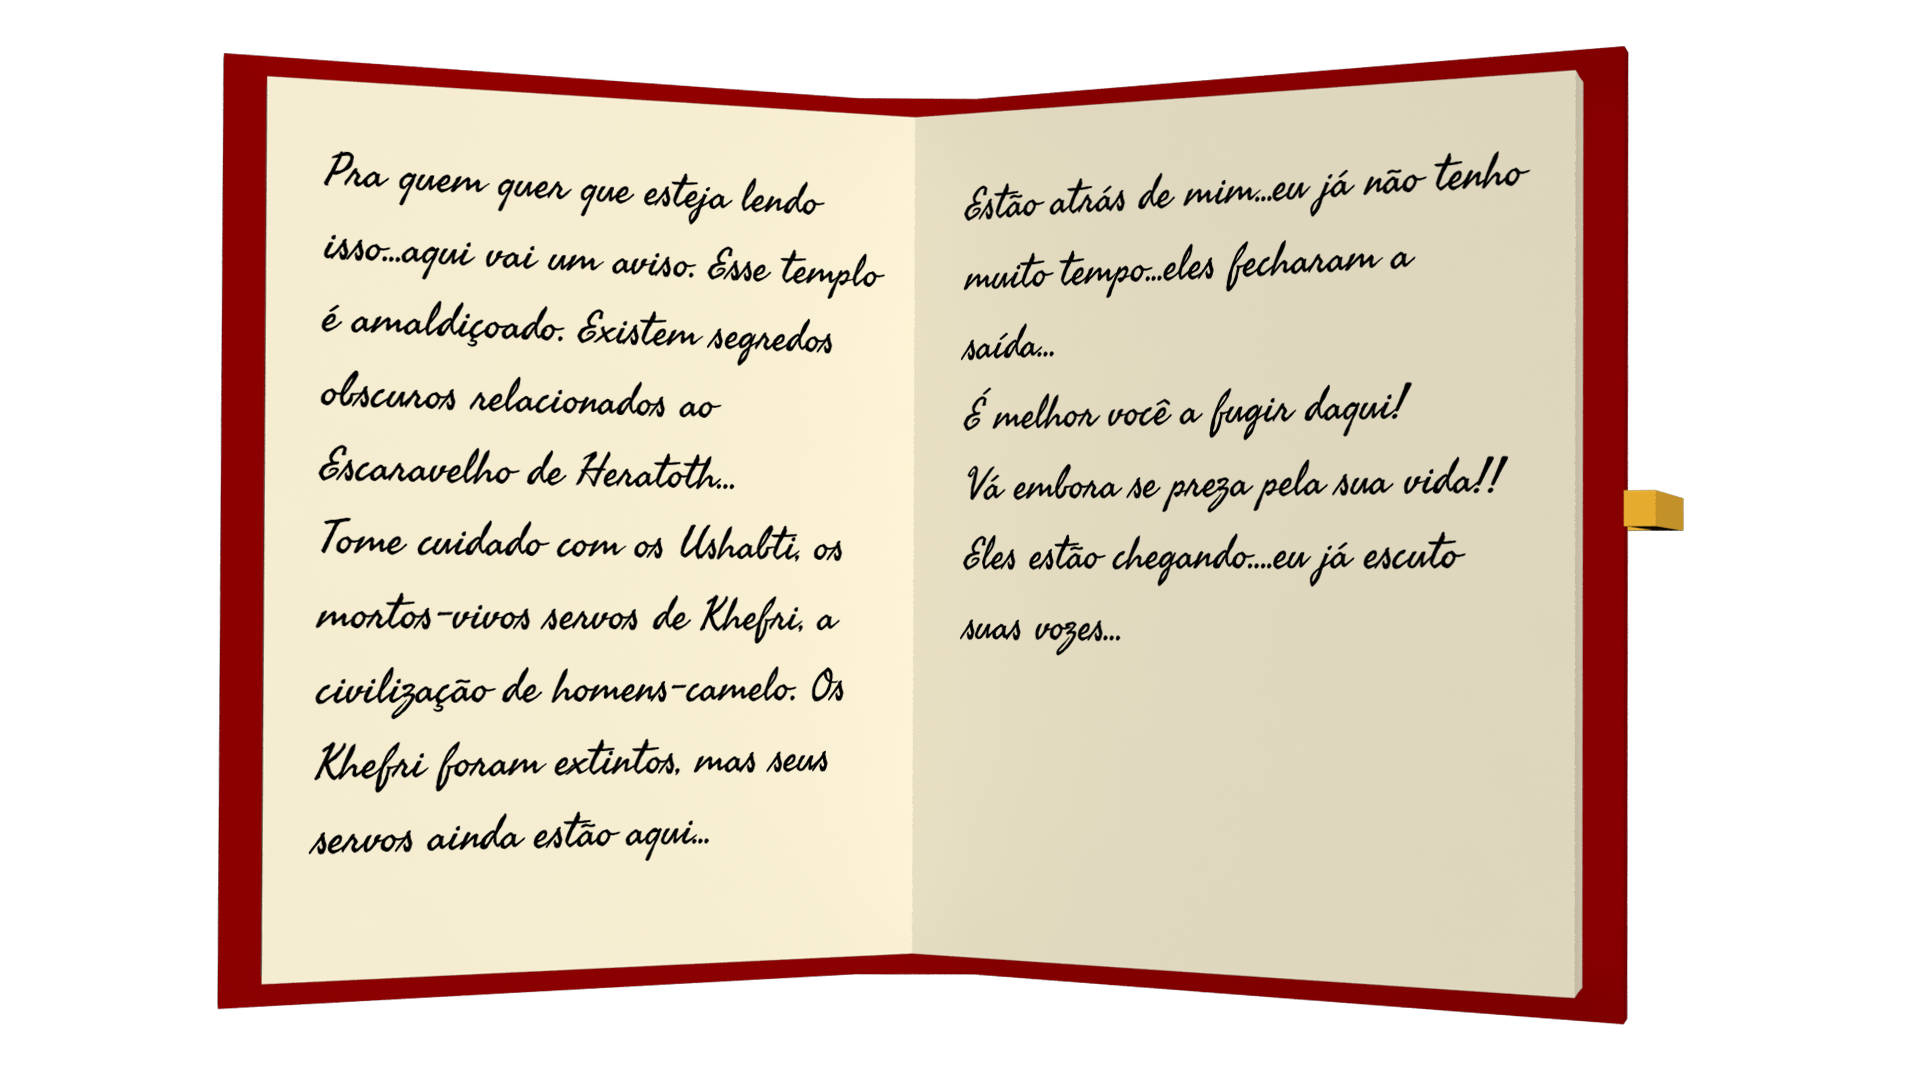 Pra quem quer que esteja lendo
isso...aqui vai um aviso. Esse templo
é amaldiçoado. Existem segredos
obscuros relacionados ao
Escaravelho de Heratoth...
Tome cuidado com os Ushabti, os
mortos-vivos servos de Khefri, a
civilização de homens-camelo. Os
Khefri foram extintos, mas seus
servos ainda estão aqui...
Estão atrás de mim...eu já não tenho
muito tempo...eles fecharam a
saída...
É melhor você a fugir daqui!
Vá embora se preza pela sua vida!!
Eles estão chegando....eu já escuto
suas vozes...